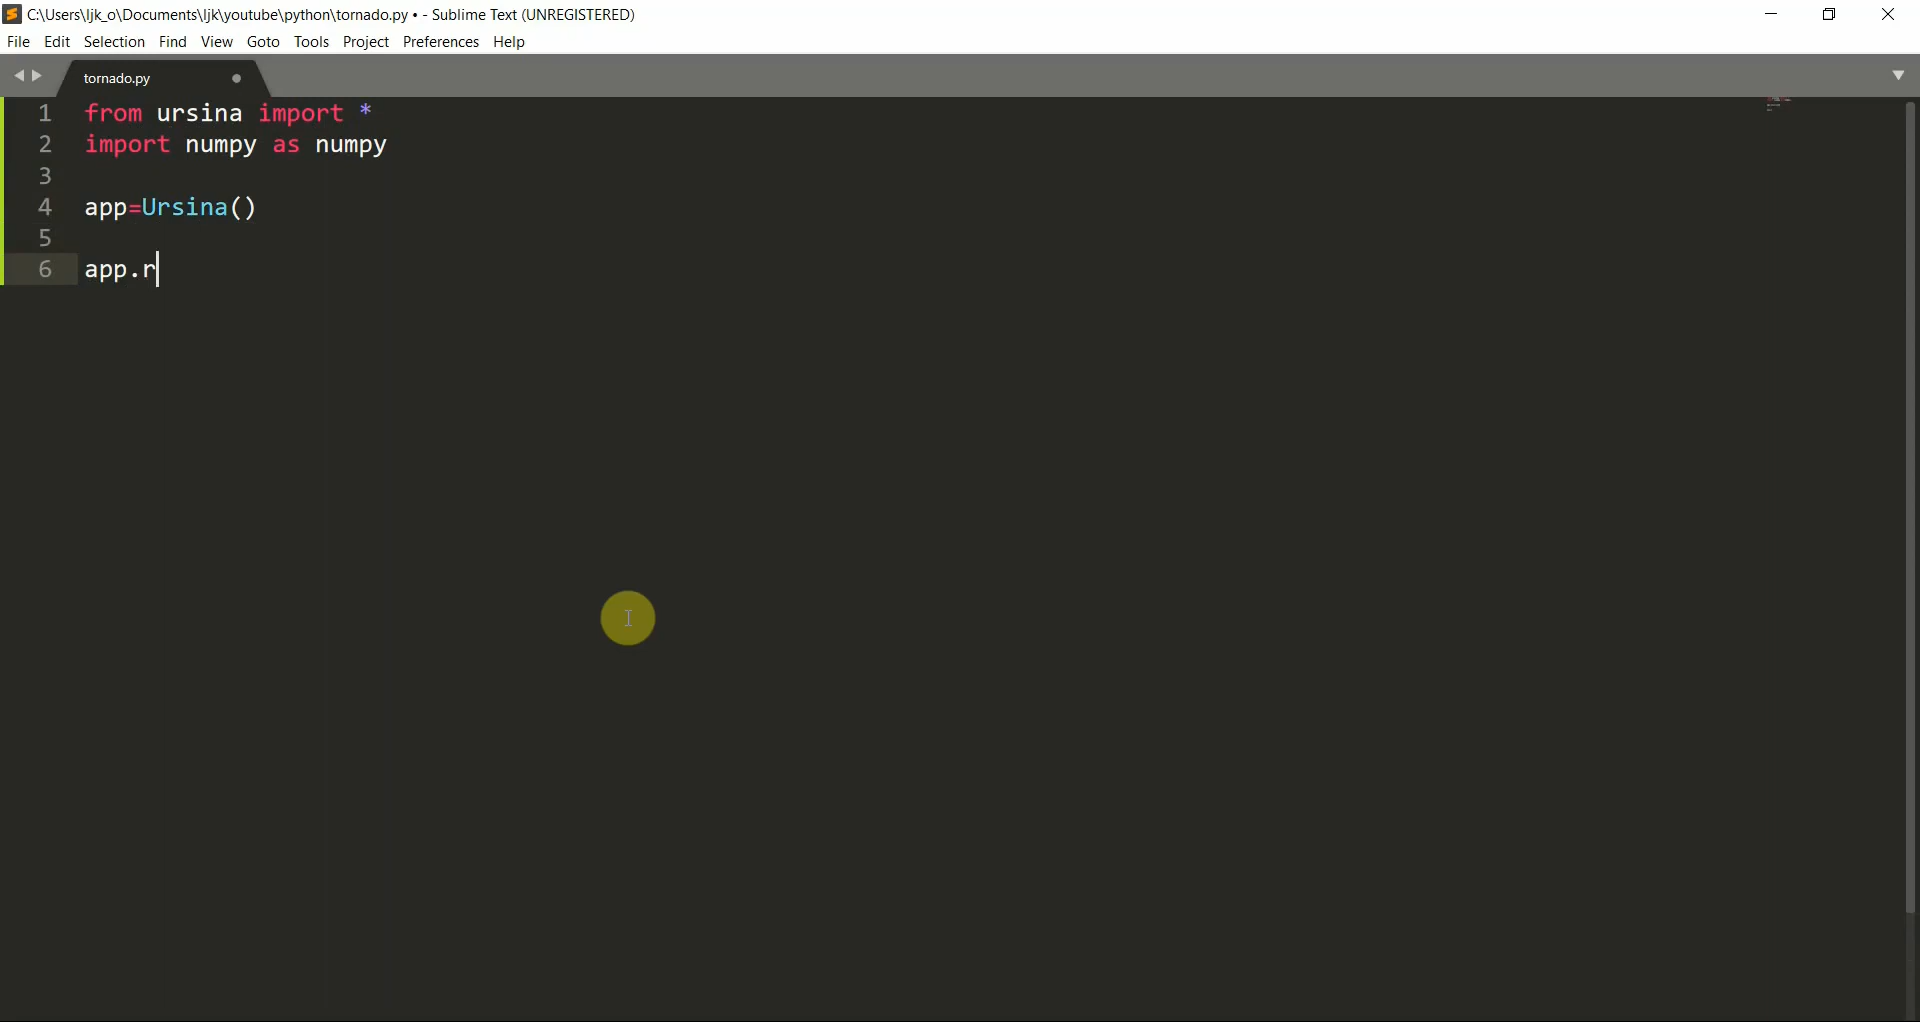 C:\Users\ljk_o\Documents\ljk\youtube\python\tornado.py • - Sublime Text (UNREGISTERED)
File Edit Selection Find View Goto Tools Project Preferences Help
tornado.py
1 from ursina import *
2 import numpy as numpy
3
4 app=Ursina()
5
6 app.r